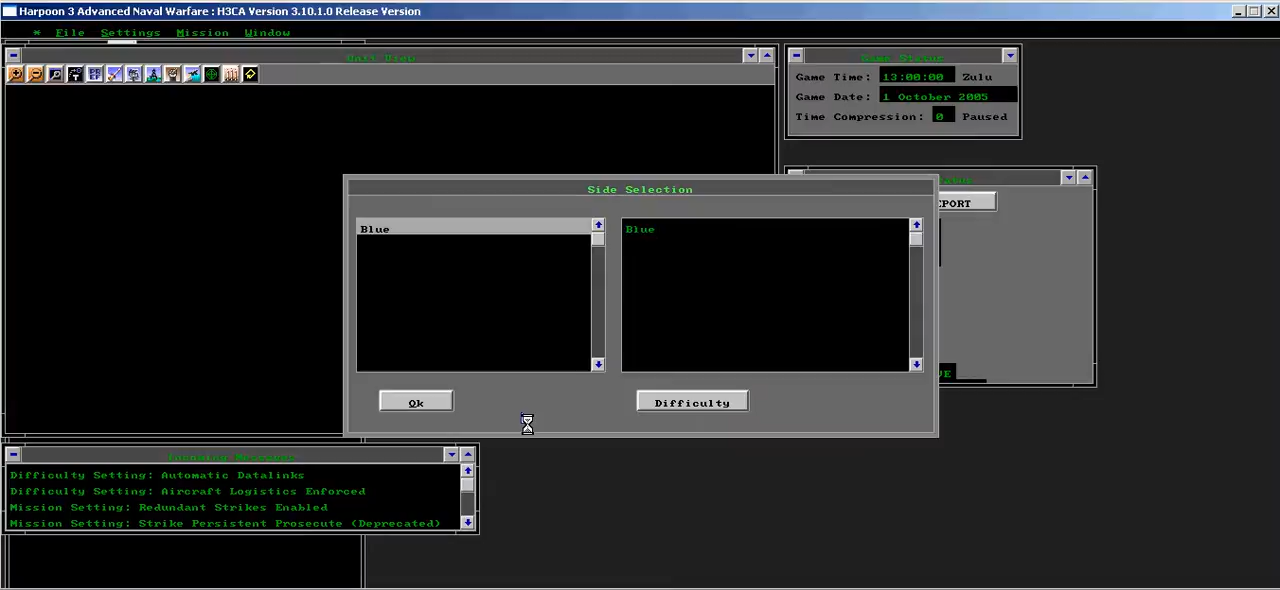 Harpoon 3 Advanced Naval Warfare : H3CA Version 3.10.1.0 Release Version
* File Settings Mission Window
Unit View
Game Status
Game Time: 13:00:00 Zulu
Game Date: 1 October 2005
Time Compression: 0 Paused
Side Selection
Blue
Blue
Ok
Difficulty
Incoming Messages
Difficulty Setting: Automatic Datalinks
Difficulty Setting: Aircraft Logistics Enforced
Mission Setting: Redundant Strikes Enabled
Mission Setting: Strike Persistent Prosecute (Deprecated)